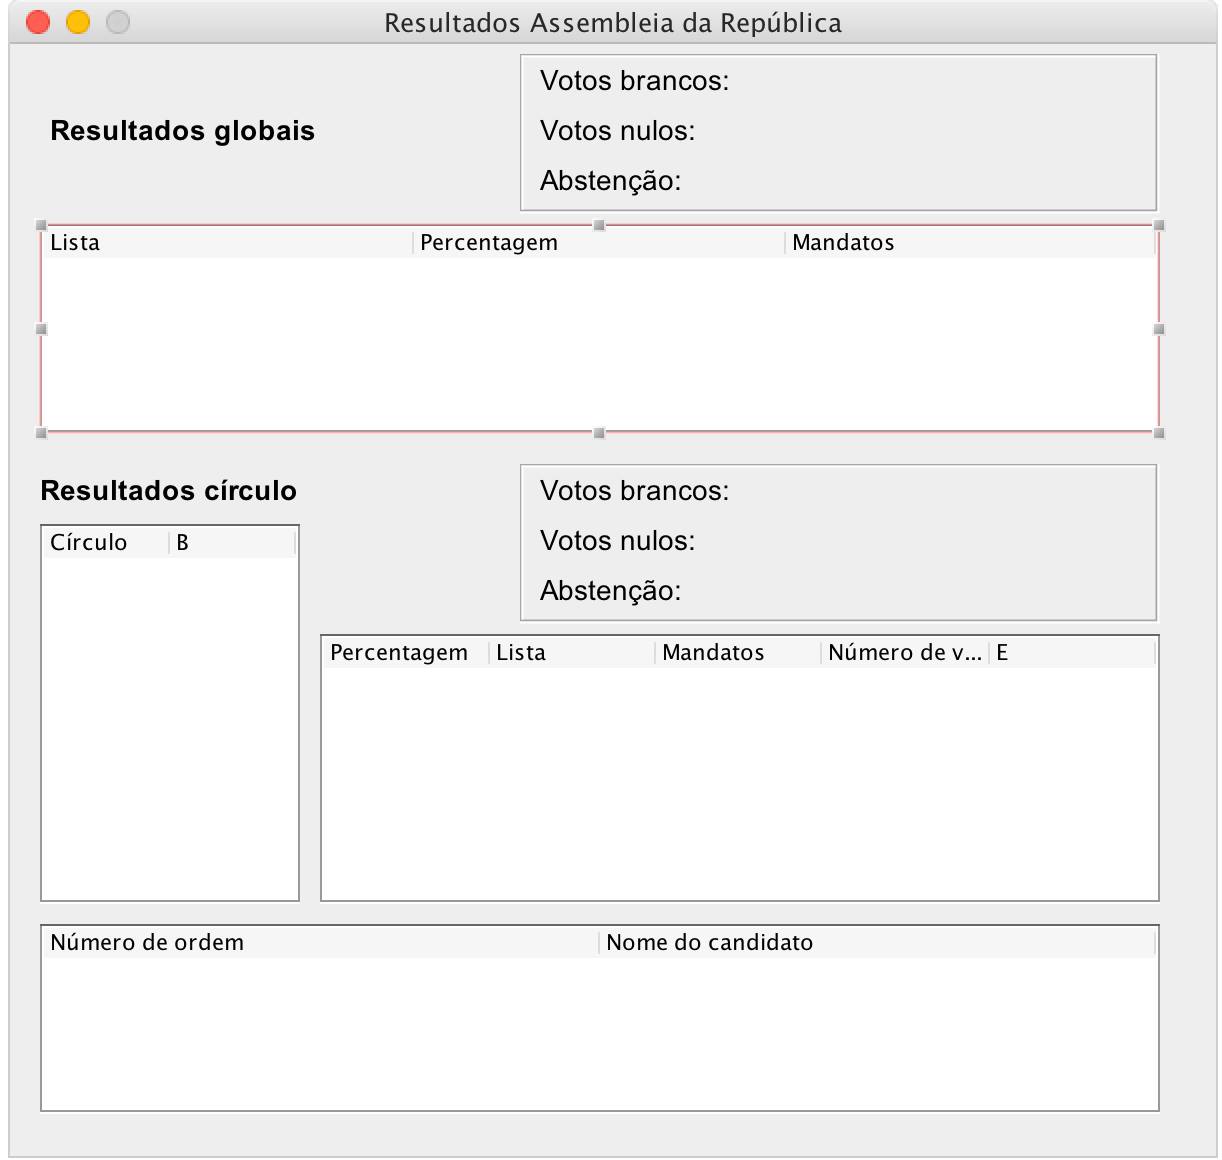 Resultados Assembleia da República
Votos brancos:
Resultados globais
Votos nulos:
Abstenção:
Lista Percentagem Mandatos
Resultados círculo
Votos brancos:
Votos nulos:
Abstenção:
Círculo B
Percentagem Lista Mandatos Número de v... E
Número de ordem Nome do candidato